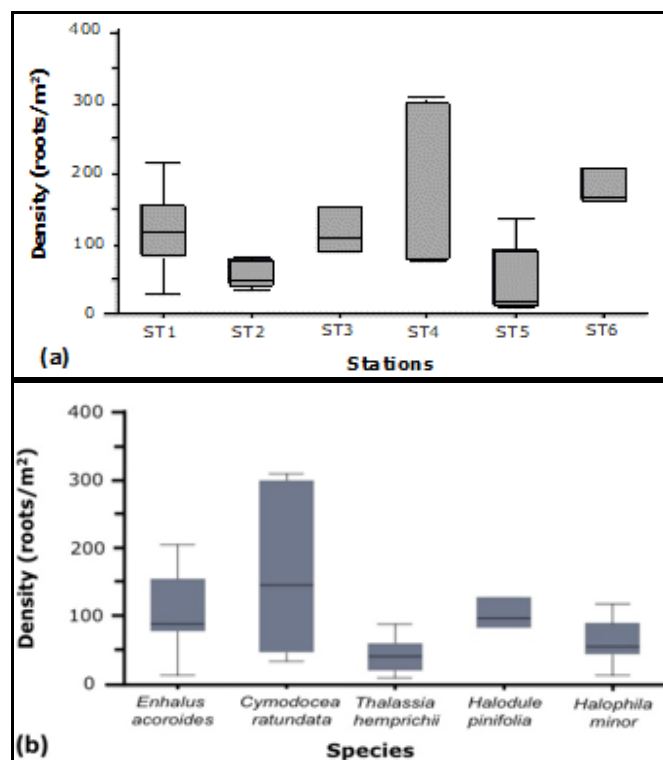 400
300
200
100
0
Density (roots/m²)
ST1 ST2 ST3 ST4 ST5 ST6
(a)
Stations
400
300
200
100
0
Density (roots/m²)
Enhalus Cymodocea Thalassia Halodule Halophila
acoroides ratundata hemprichii pinifolia minor
(b)
Species